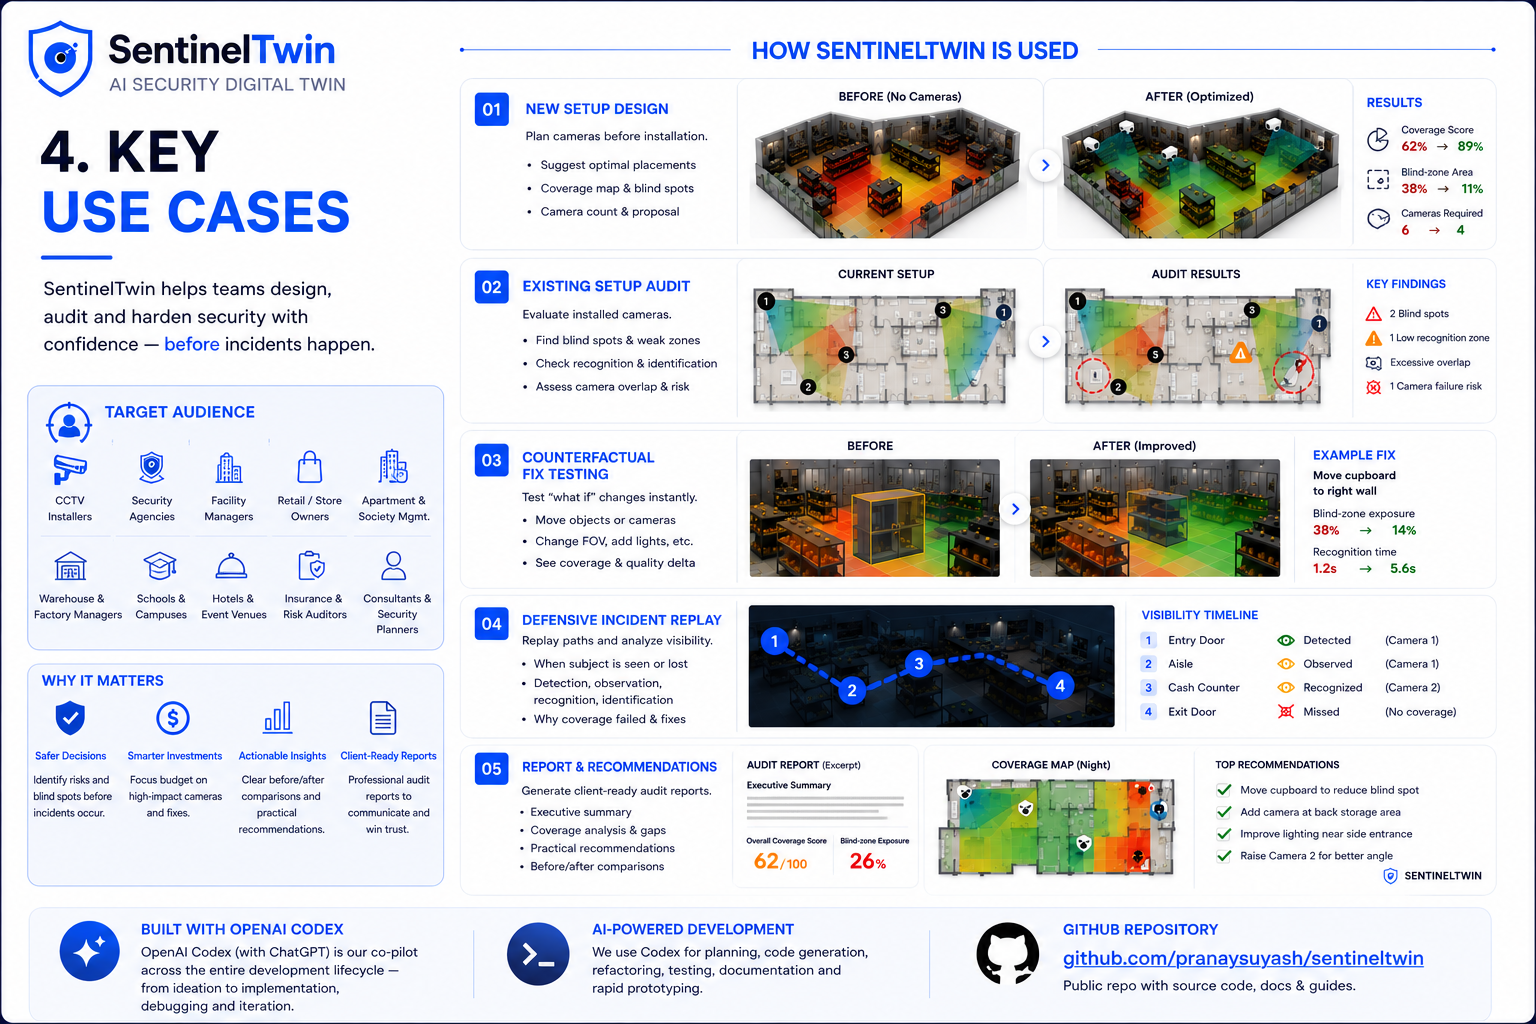 SentinelTwin
AI SECURITY DIGITAL TWIN
4. KEY
USE CASES
SentinelTwin helps teams design,
audit and harden security with
confidence — before incidents happen.
TARGET AUDIENCE
CCTV
Installers
Security
Agencies
Facility
Managers
Retail / Store
Owners
Apartment &
Society Mgmt.
Warehouse &
Factory Managers
Schools &
Campuses
Hotels &
Event Venues
Insurance &
Risk Auditors
Consultants &
Security
Planners
WHY IT MATTERS
Safer Decisions
Identify risks and
blind spots before
incidents occur.
Smarter Investments
Focus budget on
high-impact cameras
and fixes.
Actionable Insights
Clear before/after
comparisons and
practical
recommendations.
Client-Ready Reports
Professional audit
reports to
communicate and
win trust.
HOW SENTINELTWIN IS USED
01
NEW SETUP DESIGN
Plan cameras before installation.
• Suggest optimal placements
• Coverage map & blind spots
• Camera count & proposal
BEFORE (No Cameras)
AFTER (Optimized)
RESULTS
Coverage Score
62% → 89%
Blind-zone Area
38% → 11%
Cameras Required
6 → 4
02
EXISTING SETUP AUDIT
Evaluate installed cameras.
• Find blind spots & weak zones
• Check recognition & identification
• Assess camera overlap & risk
CURRENT SETUP
1
3
1
3
2
AUDIT RESULTS
1
3
1
5
2
KEY FINDINGS
2 Blind spots
1 Low recognition zone
Excessive overlap
1 Camera failure risk
03
COUNTERFACTUAL
FIX TESTING
Test “what if” changes instantly.
• Move objects or cameras
• Change FOV, add lights, etc.
• See coverage & quality delta
BEFORE
AFTER (Improved)
EXAMPLE FIX
Move cupboard
to right wall
Blind-zone exposure
38% → 14%
Recognition time
1.2s → 5.6s
04
DEFENSIVE INCIDENT REPLAY
Replay paths and analyze visibility.
• When subject is seen or lost
• Detection, observation,
recognition, identification
• Why coverage failed & fixes
1
2
3
4
VISIBILITY TIMELINE
1 Entry Door Detected (Camera 1)
2 Aisle Observed (Camera 1)
3 Cash Counter Recognized (Camera 2)
4 Exit Door Missed (No coverage)
05
REPORT & RECOMMENDATIONS
Generate client-ready audit reports.
• Executive summary
• Coverage analysis & gaps
• Practical recommendations
• Before/after comparisons
AUDIT REPORT (Excerpt)
Executive Summary
Overall Coverage Score
62/100
Blind-zone Exposure
26%
COVERAGE MAP (Night)
TOP RECOMMENDATIONS
Move cupboard to reduce blind spot
Add camera at back storage area
Improve lighting near side entrance
Raise Camera 2 for better angle
SENTINELTWIN
BUILT WITH OPENAI CODEX
OpenAI Codex (with ChatGPT) is our co-pilot
across the entire development lifecycle —
from ideation to implementation,
debugging and iteration.
AI-POWERED DEVELOPMENT
We use Codex for planning, code generation,
refactoring, testing, documentation and
rapid prototyping.
GITHUB REPOSITORY
github.com/pranaysuyash/sentineltwin
Public repo with source code, docs & guides.